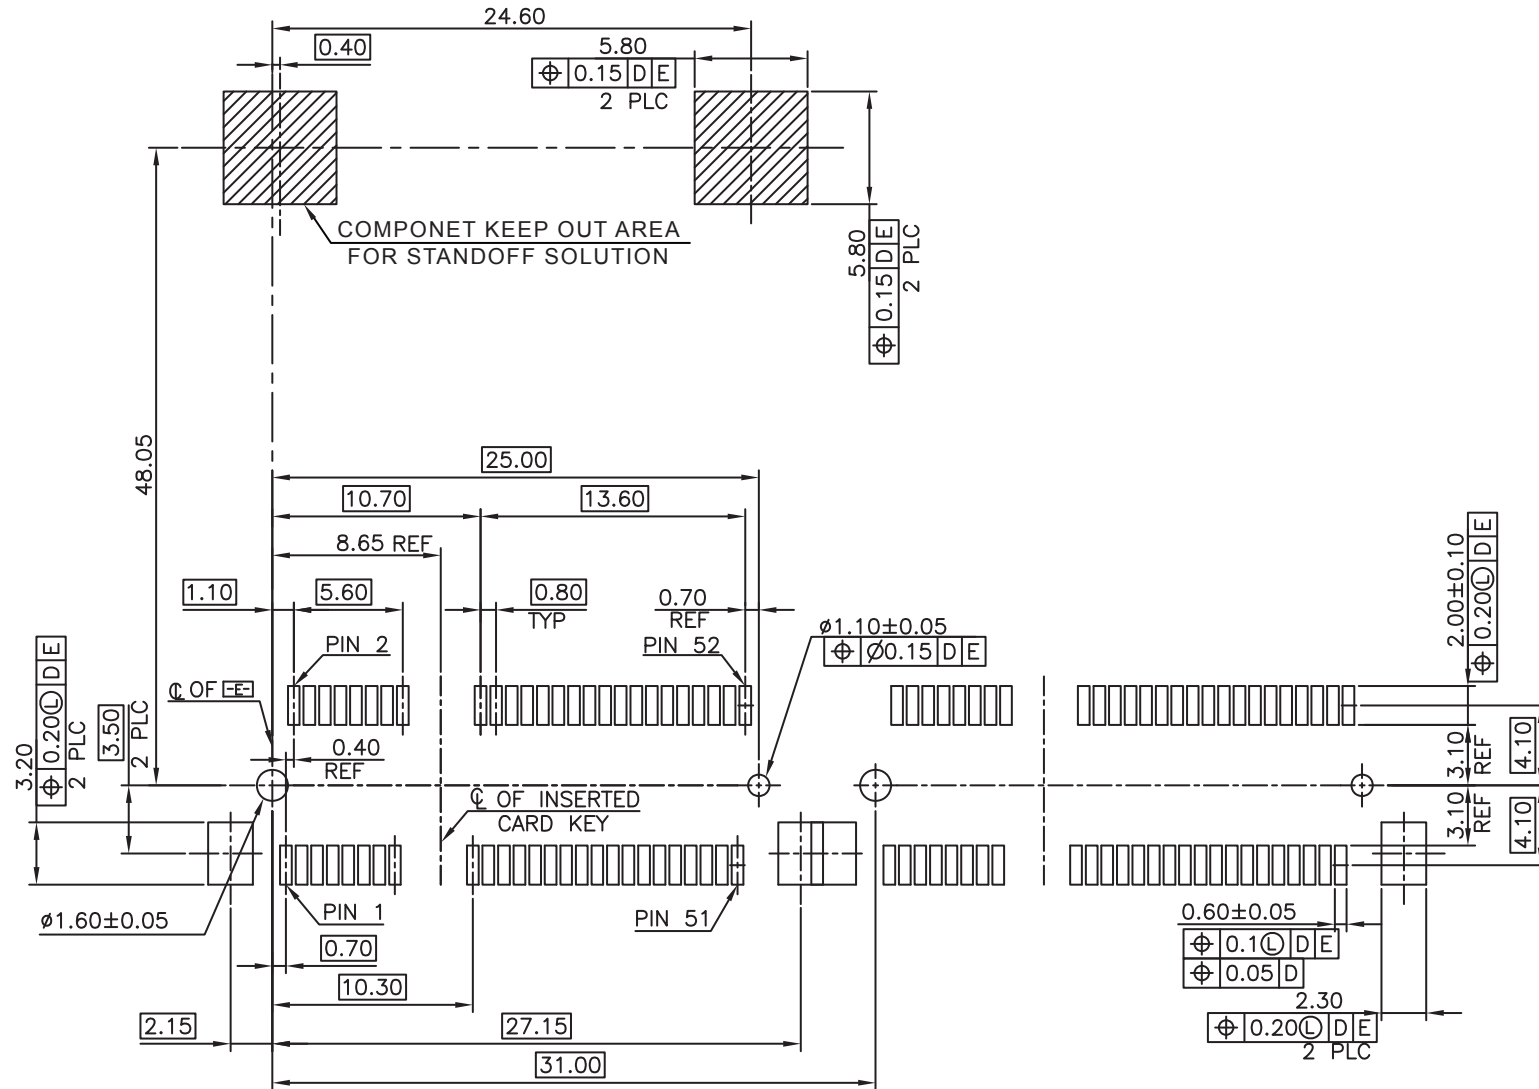 24.60
0.40
5.80
⌖ 0.15 D E
2 PLC
COMPONET KEEP OUT AREA
FOR STANDOFF SOLUTION
5.80
⌖ 0.15 D E
2 PLC
48.05
25.00
10.70
13.60
8.65 REF
1.10
5.60
0.80
TYP
0.70
REF
PIN 2
PIN 52
ø1.10±0.05
⌖ Ø0.15 D E
2.00±0.10
⌖ 0.20Ⓛ D E
℄ OF -E-
3.20
⌖ 0.20Ⓛ D E
2 PLC
3.50
2 PLC
0.40
REF
℄ OF INSERTED
CARD KEY
3.10
REF
4.10
3.10
REF
4.10
ø1.60±0.05
PIN 1
PIN 51
0.70
10.30
2.15
27.15
31.00
0.60±0.05
⌖ 0.1Ⓛ D E
⌖ 0.05 D
2.30
⌖ 0.20Ⓛ D E
2 PLC